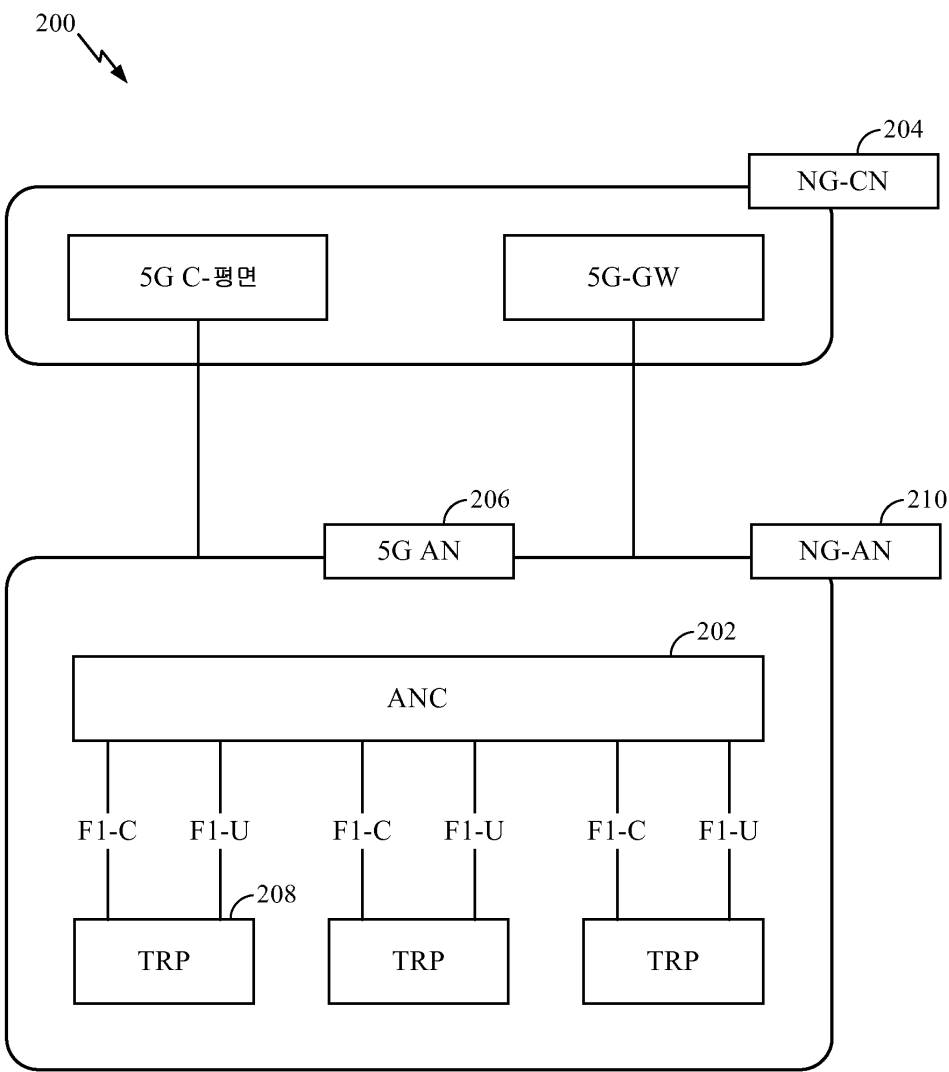 200
204
NG-CN
5G C-평면
5G-GW
206
210
5G AN
NG-AN
202
ANC
F1-C F1-U F1-C F1-U F1-C F1-U
208
TRP TRP TRP